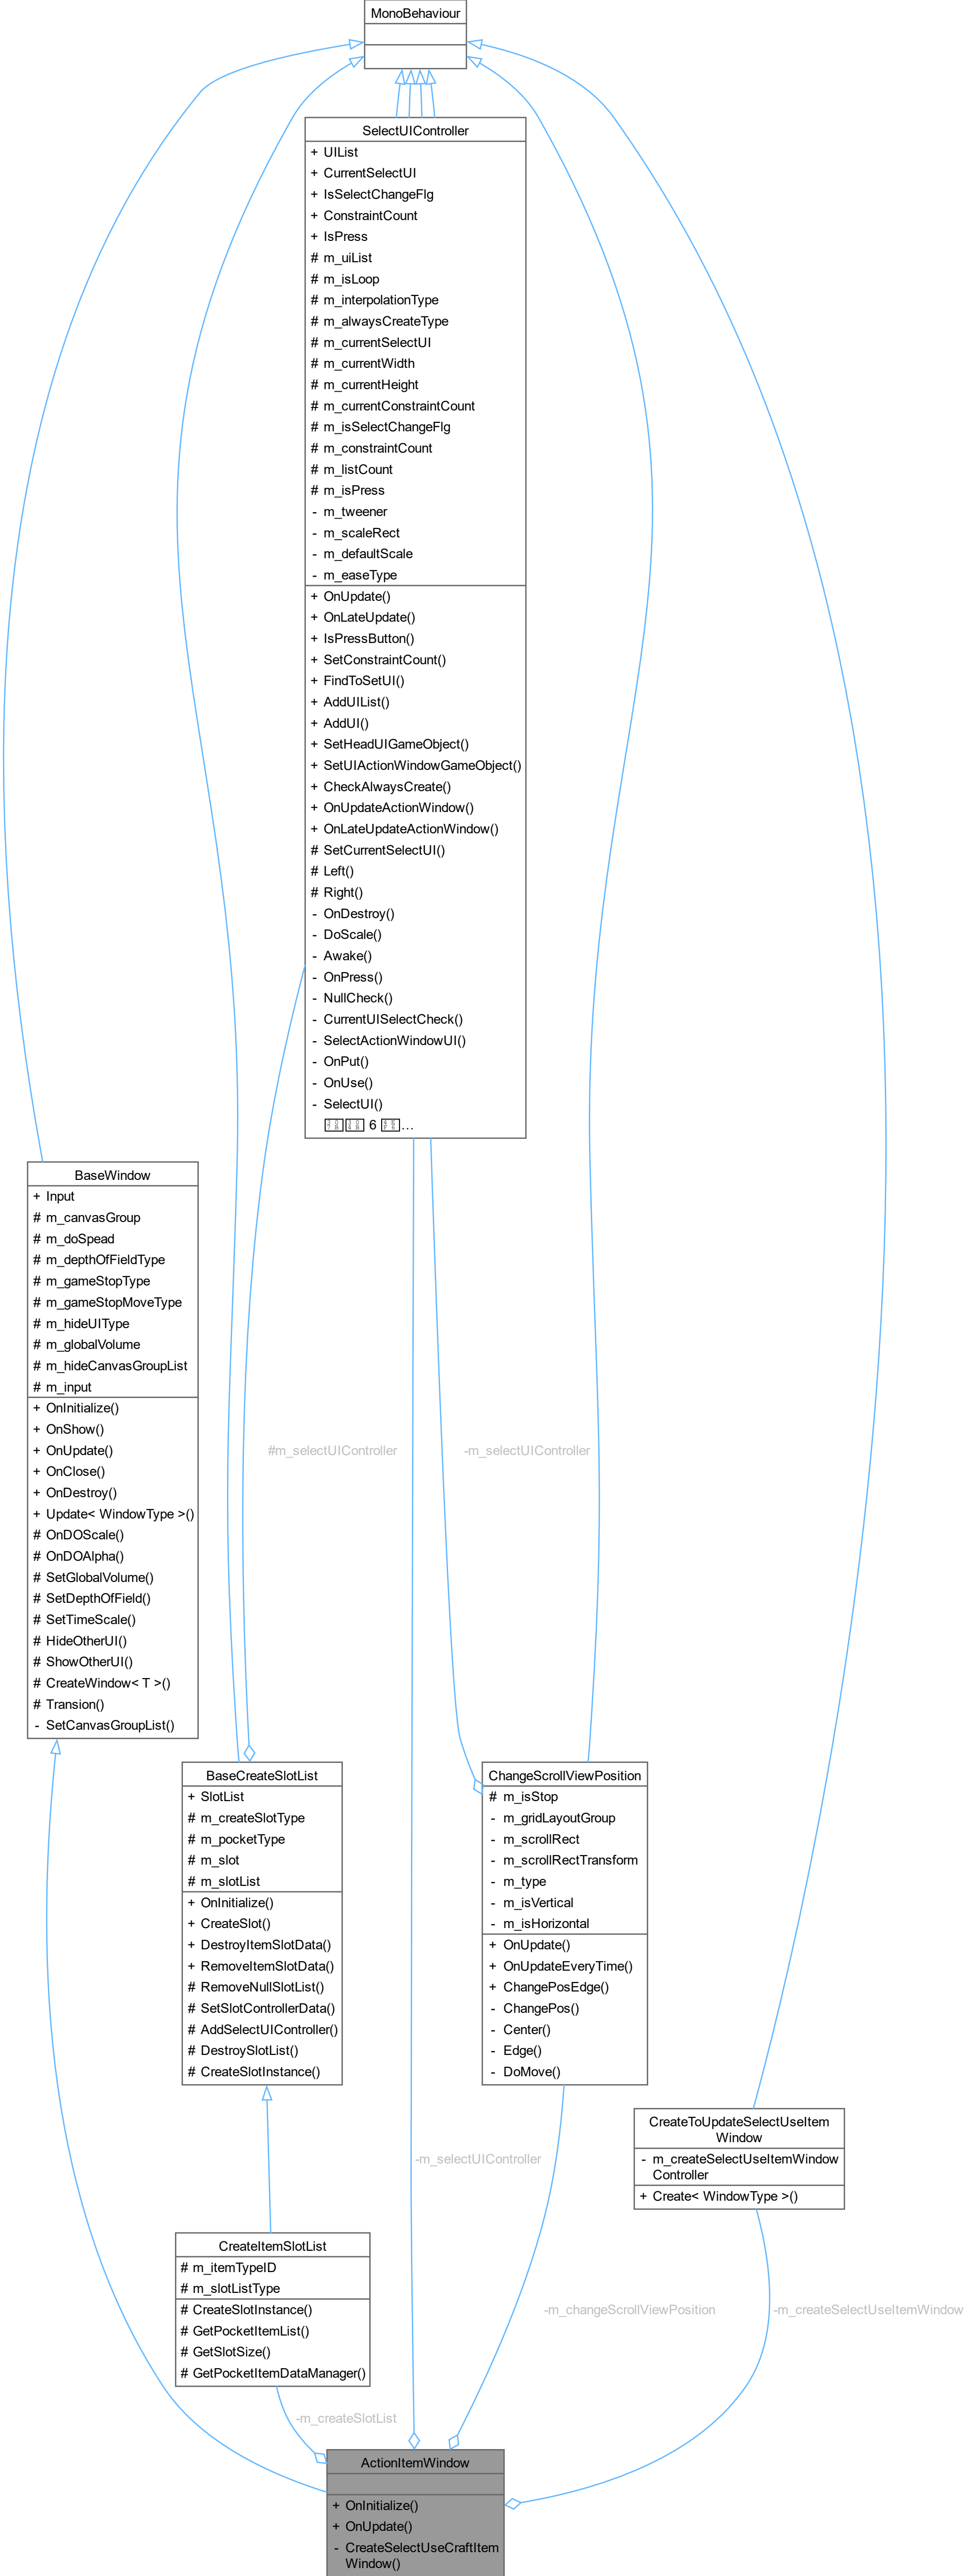 MonoBehaviour
SelectUIController
+ UIList
+ CurrentSelectUI
+ IsSelectChangeFlg
+ ConstraintCount
+ IsPress
# m_uiList
# m_isLoop
# m_interpolationType
# m_alwaysCreateType
# m_currentSelectUI
# m_currentWidth
# m_currentHeight
# m_currentConstraintCount
# m_isSelectChangeFlg
# m_constraintCount
# m_listCount
# m_isPress
- m_tweener
- m_scaleRect
- m_defaultScale
- m_easeType
+ OnUpdate()
+ OnLateUpdate()
+ IsPressButton()
+ SetConstraintCount()
+ FindToSetUI()
+ AddUIList()
+ AddUI()
+ SetHeadUIGameObject()
+ SetUIActionWindowGameObject()
+ CheckAlwaysCreate()
+ OnUpdateActionWindow()
+ OnLateUpdateActionWindow()
# SetCurrentSelectUI()
# Left()
# Right()
- OnDestroy()
- DoScale()
- Awake()
- OnPress()
- NullCheck()
- CurrentUISelectCheck()
- SelectActionWindowUI()
- OnPut()
- OnUse()
- SelectUI()
6 ...
BaseWindow
+ Input
# m_canvasGroup
# m_doSpead
# m_depthOfFieldType
# m_gameStopType
# m_gameStopMoveType
# m_hideUIType
# m_globalVolume
# m_hideCanvasGroupList
# m_input
+ OnInitialize()
+ OnShow()
+ OnUpdate()
+ OnClose()
+ OnDestroy()
+ Update< WindowType >()
# OnDOScale()
# OnDOAlpha()
# SetGlobalVolume()
# SetDepthOfField()
# SetTimeScale()
# HideOtherUI()
# ShowOtherUI()
# CreateWindow< T >()
# Transion()
- SetCanvasGroupList()
#m_selectUIController
-m_selectUIController
BaseCreateSlotList
+ SlotList
# m_createSlotType
# m_pocketType
# m_slot
# m_slotList
+ OnInitialize()
+ CreateSlot()
+ DestroyItemSlotData()
+ RemoveItemSlotData()
# RemoveNullSlotList()
# SetSlotControllerData()
# AddSelectUIController()
# DestroySlotList()
# CreateSlotInstance()
ChangeScrollViewPosition
# m_isStop
- m_gridLayoutGroup
- m_scrollRect
- m_scrollRectTransform
- m_type
- m_isVertical
- m_isHorizontal
+ OnUpdate()
+ OnUpdateEveryTime()
+ ChangePosEdge()
- ChangePos()
- Center()
- Edge()
- DoMove()
CreateToUpdateSelectUseItem
Window
- m_createSelectUseItemWindow
Controller
+ Create< WindowType >()
-m_selectUIController
CreateItemSlotList
# m_itemTypeID
# m_slotListType
# CreateSlotInstance()
# GetPocketItemList()
# GetSlotSize()
# GetPocketItemDataManager()
-m_changeScrollViewPosition
-m_createSelectUseItemWindow
-m_createSlotList
ActionItemWindow
+ OnInitialize()
+ OnUpdate()
- CreateSelectUseCraftItem
Window()